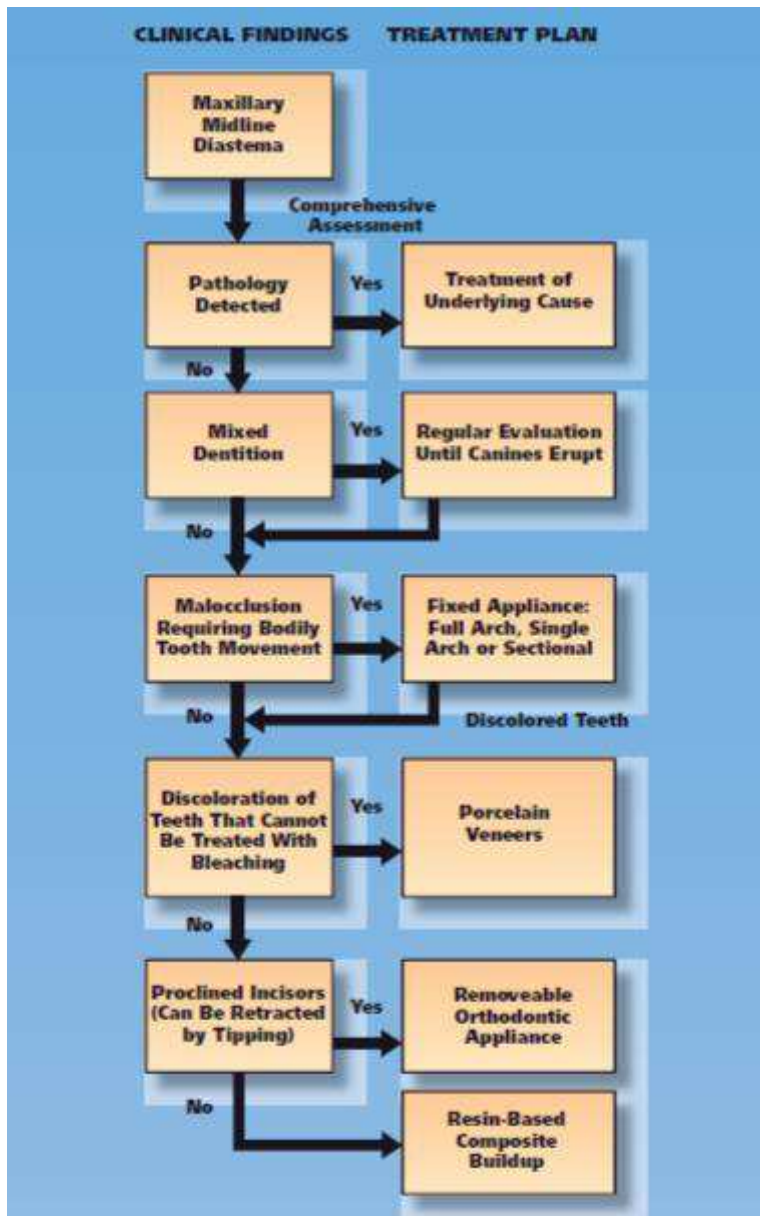 CLINICAL FINDINGS
TREATMENT PLAN
Maxillary
Midline
Diastema
Comprehensive
Assessment
Pathology
Detected
Yes
Treatment of
Underlying Cause
No
Mixed
Dentition
Yes
Regular Evaluation
Until Canines Erupt
No
Malocclusion
Requiring Bodily
Tooth Movement
Yes
Fixed Appliance:
Full Arch, Single
Arch or Sectional
No
Discolored Teeth
Discoloration of
Teeth That Cannot
Be Treated With
Bleaching
Yes
Porcelain
Veneers
No
Proclined Incisors
(Can Be Retracted
by Tipping)
Yes
Removeable
Orthodontic
Appliance
No
Resin-Based
Composite
Buildup